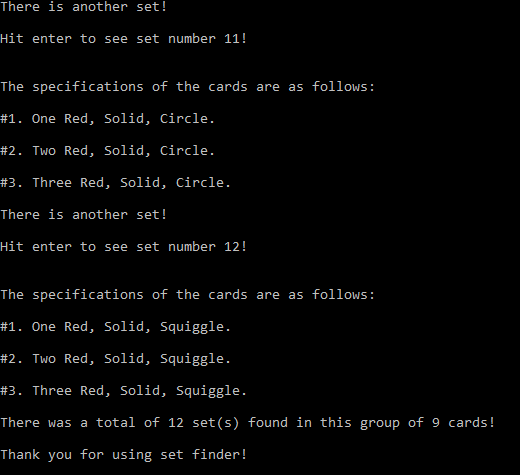 There is another set!
Hit enter to see set number 11!
The specifications of the cards are as follows:
#1. One Red, Solid, Circle.
#2. Two Red, Solid, Circle.
#3. Three Red, Solid, Circle.
There is another set!
Hit enter to see set number 12!
The specifications of the cards are as follows:
#1. One Red, Solid, Squiggle.
#2. Two Red, Solid, Squiggle.
#3. Three Red, Solid, Squiggle.
There was a total of 12 set(s) found in this group of 9 cards!
Thank you for using set finder!